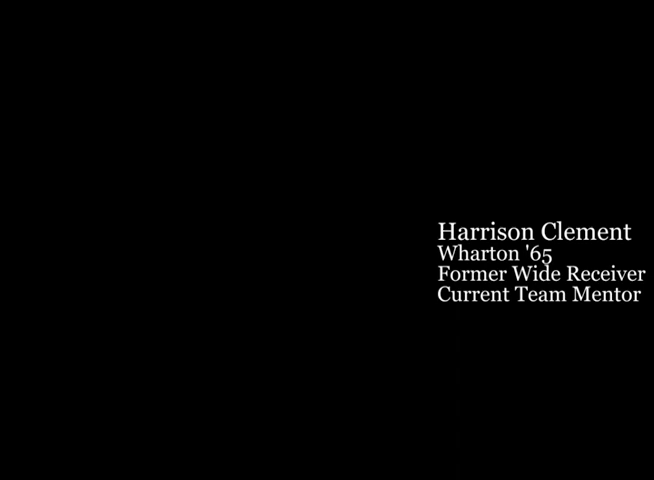 Harrison Clement
Wharton '65
Former Wide Receiver
Current Team Mentor